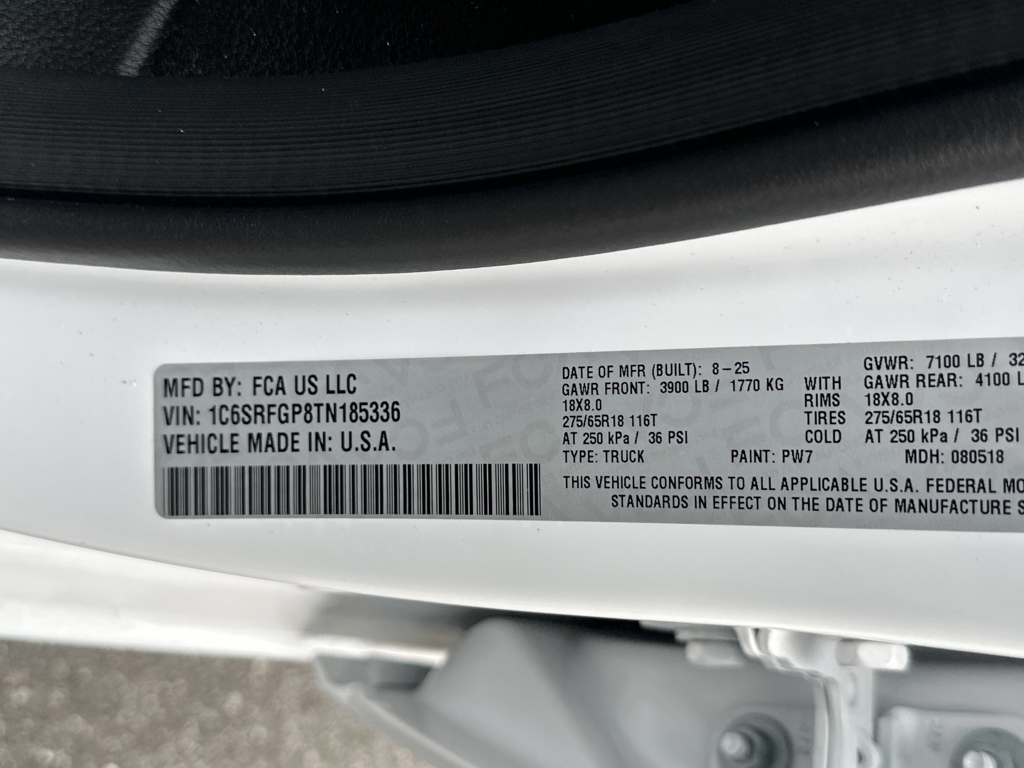 MFD BY: FCA US LLC
VIN: 1C6SRFGP8TN185336
VEHICLE MADE IN: U.S.A.
DATE OF MFR (BUILT): 8-25
GVWR: 7100 LB / 32
GAWR FRONT: 3900 LB / 1770 KG WITH GAWR REAR: 4100 L
18X8.0 RIMS 18X8.0
275/65R18 116T TIRES 275/65R18 116T
AT 250 kPa / 36 PSI COLD AT 250 kPa / 36 PSI
TYPE: TRUCK PAINT: PW7 MDH: 080518
THIS VEHICLE CONFORMS TO ALL APPLICABLE U.S.A. FEDERAL MO
STANDARDS IN EFFECT ON THE DATE OF MANUFACTURE S